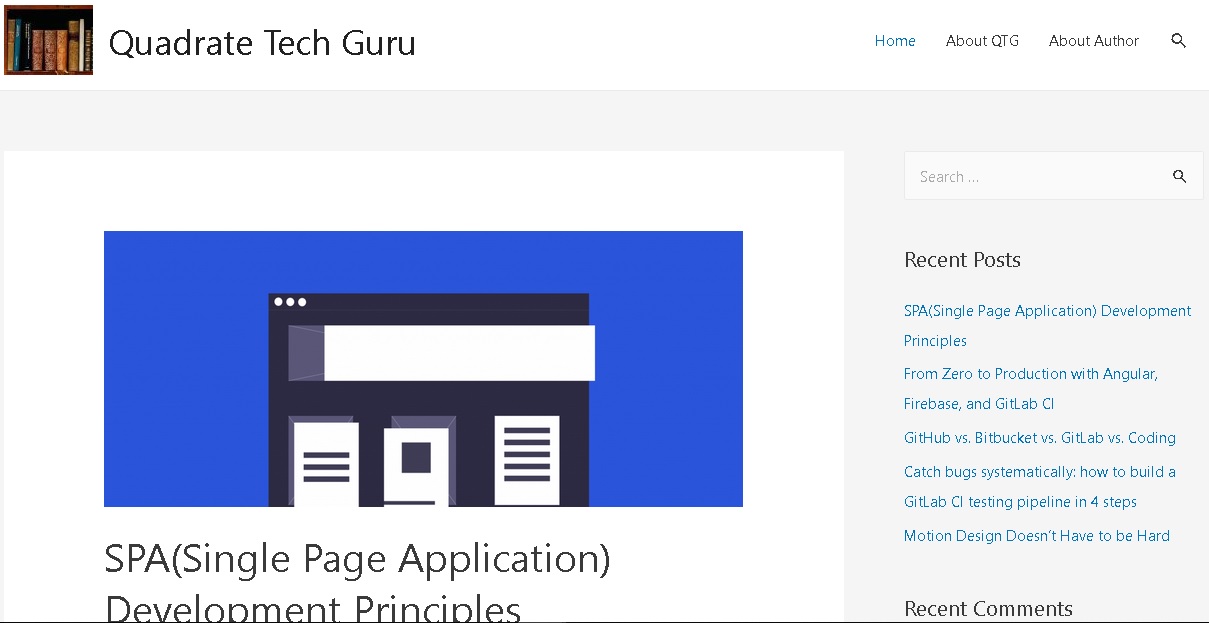 Quadrate Tech Guru
Home About QTG About Author
Search ...
Recent Posts
SPA(Single Page Application) Development
Principles
From Zero to Production with Angular,
Firebase, and GitLab CI
GitHub vs. Bitbucket vs. GitLab vs. Coding
Catch bugs systematically: how to build a
GitLab CI testing pipeline in 4 steps
Motion Design Doesn't Have to be Hard
Recent Comments
SPA(Single Page Application)
Development Principles